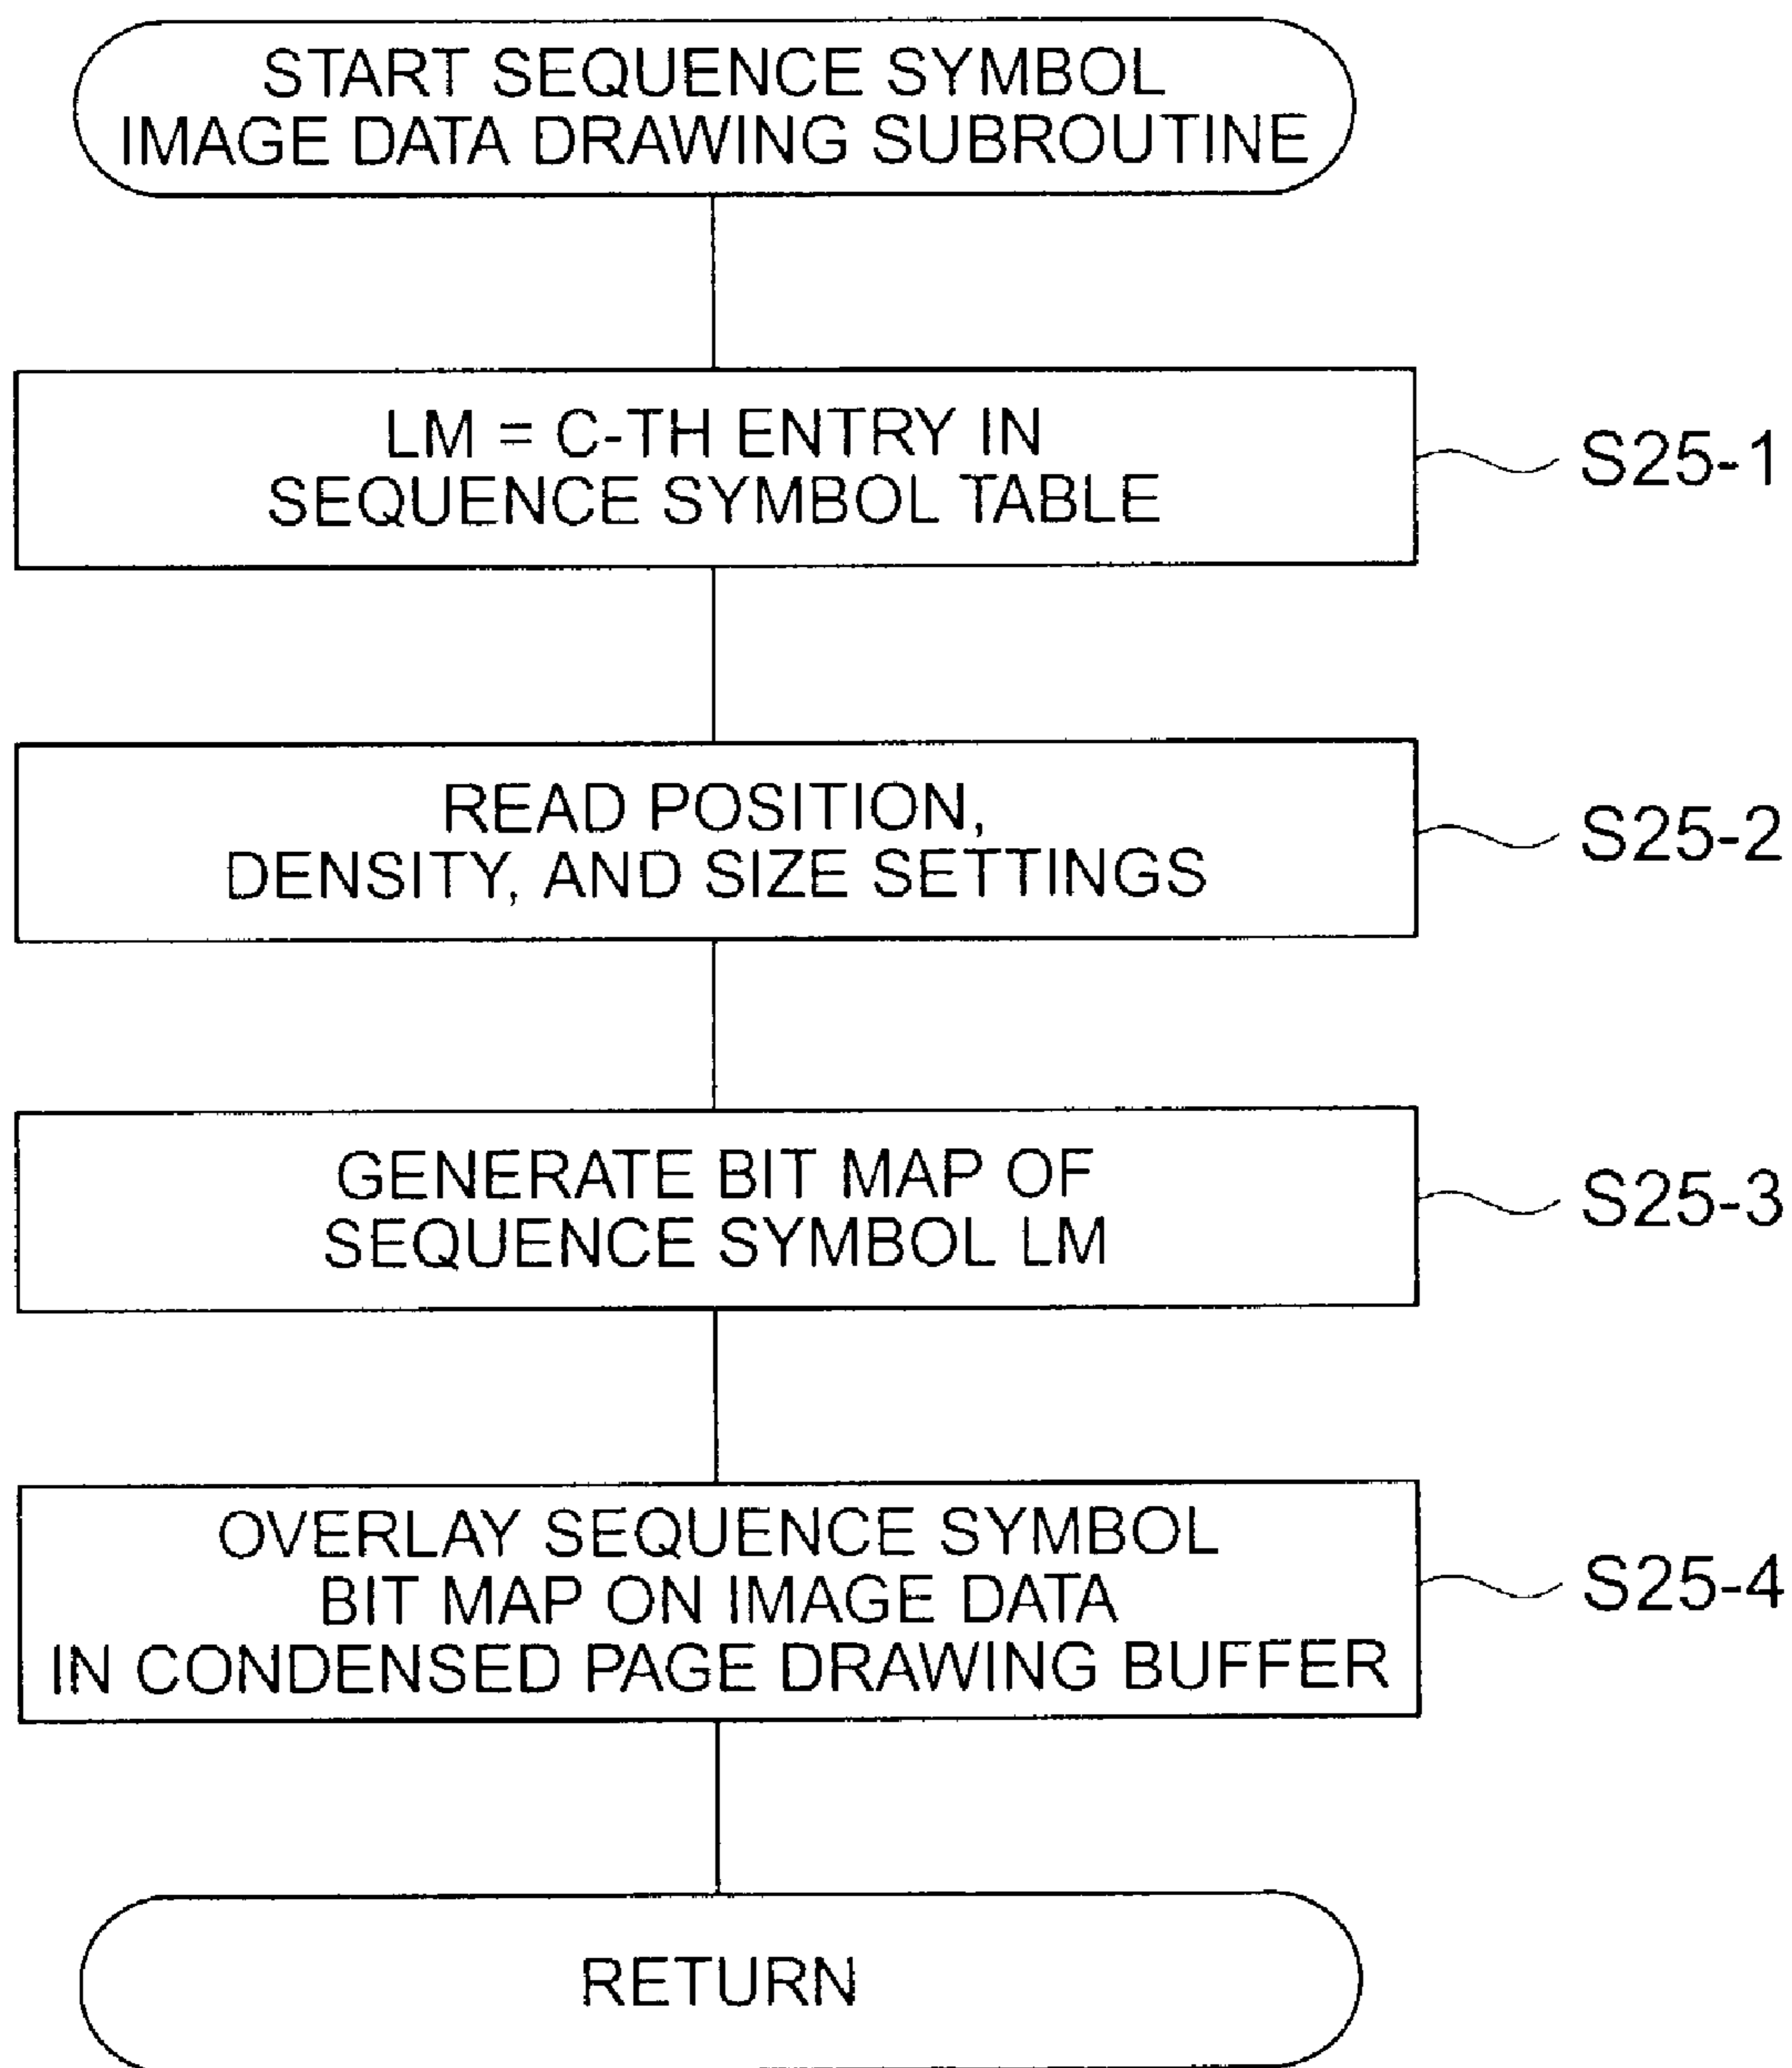 START SEQUENCE SYMBOL
IMAGE DATA DRAWING SUBROUTINE
LM = C-TH ENTRY IN
SEQUENCE SYMBOL TABLE
S25-1
READ POSITION,
DENSITY, AND SIZE SETTINGS
S25-2
GENERATE BIT MAP OF
SEQUENCE SYMBOL LM
S25-3
OVERLAY SEQUENCE SYMBOL
BIT MAP ON IMAGE DATA
IN CONDENSED PAGE DRAWING BUFFER
S25-4
RETURN